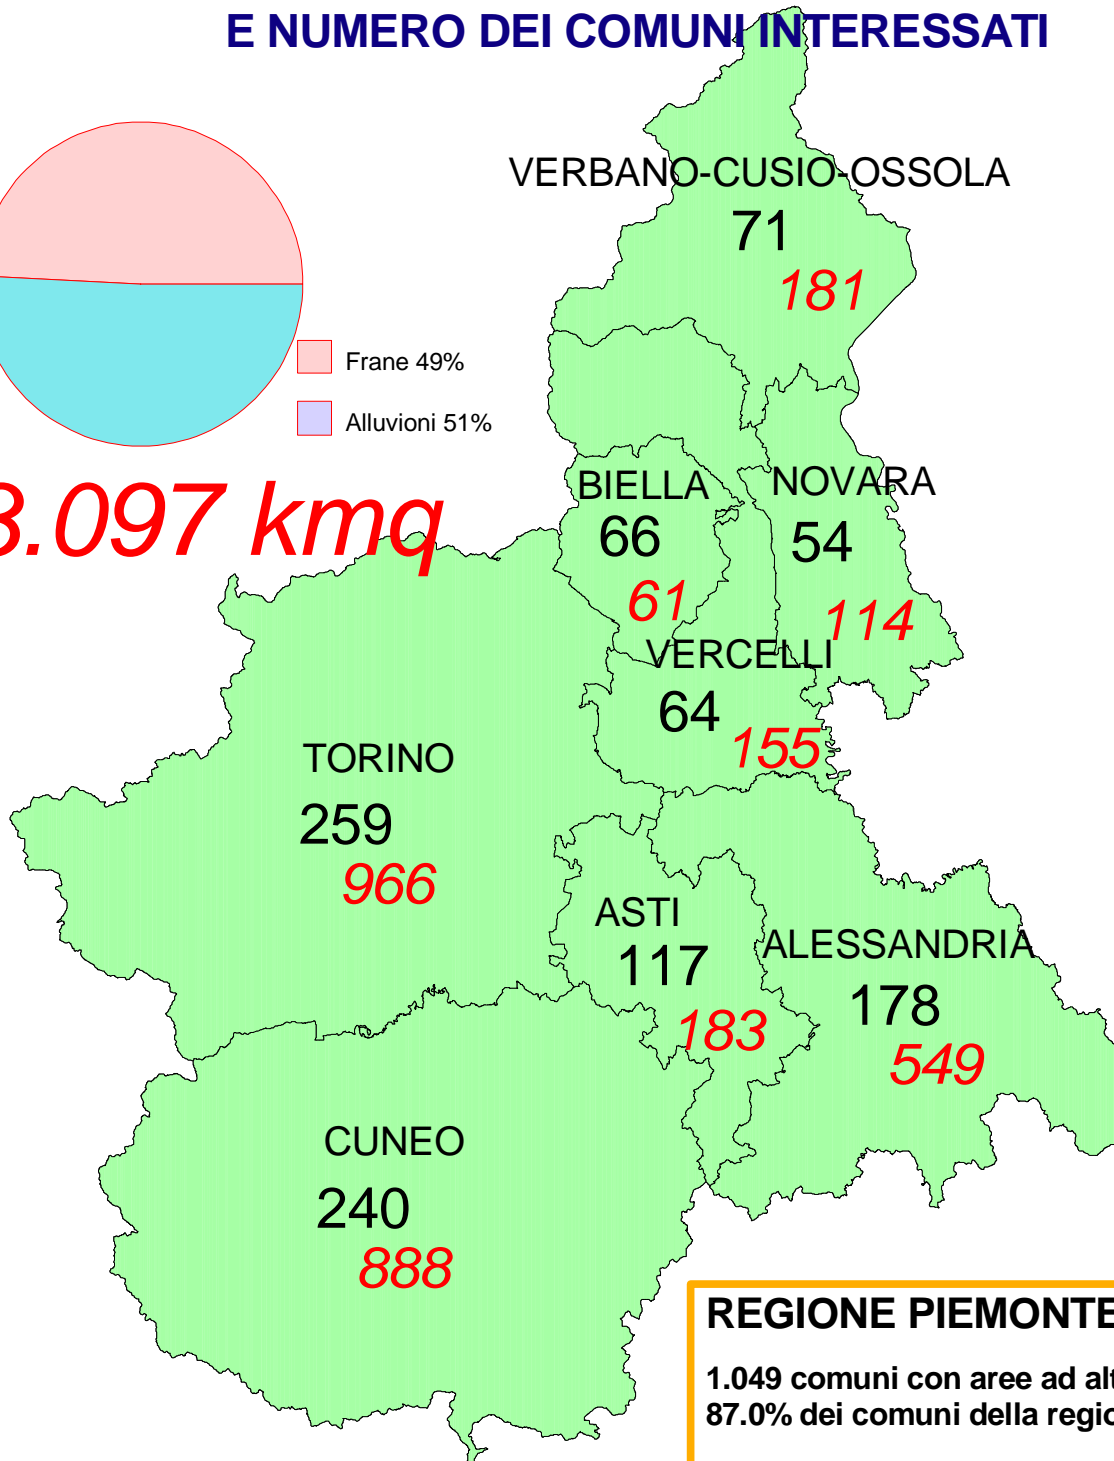 E NUMERO DEI COMUNI INTERESSATI
VERBANO-CUSIO-OSSOLA
71
181
Frane 49%
Alluvioni 51%
3.097 kmq
BIELLA
66
61
NOVARA
54
114
VERCELLI
64
155
TORINO
259
966
ASTI
117
183
ALESSANDRIA
178
549
CUNEO
240
888
REGIONE PIEMONTE
1.049 comuni con aree ad
87.0% dei comuni della